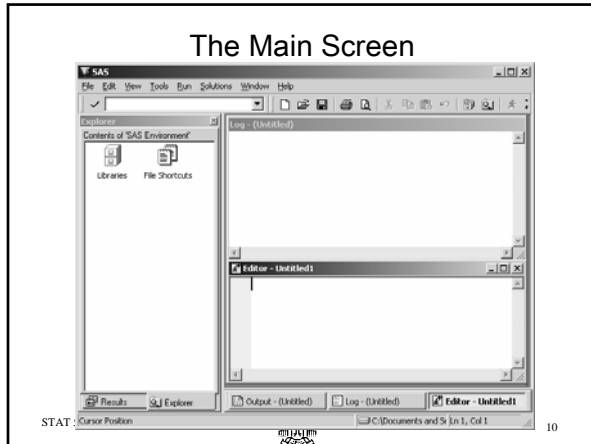 The Main Screen
SAS
File Edit View Tools Run Solutions Window Help
Explorer
Contents of 'SAS Environment'
Libraries File Shortcuts
Log - (Untitled)
Editor - Untitled1
Results Explorer
Output - (Untitled) Log - (Untitled) Editor - Untitled1
STAT Cursor Position C:\Documents and Ln 1, Col 1 10